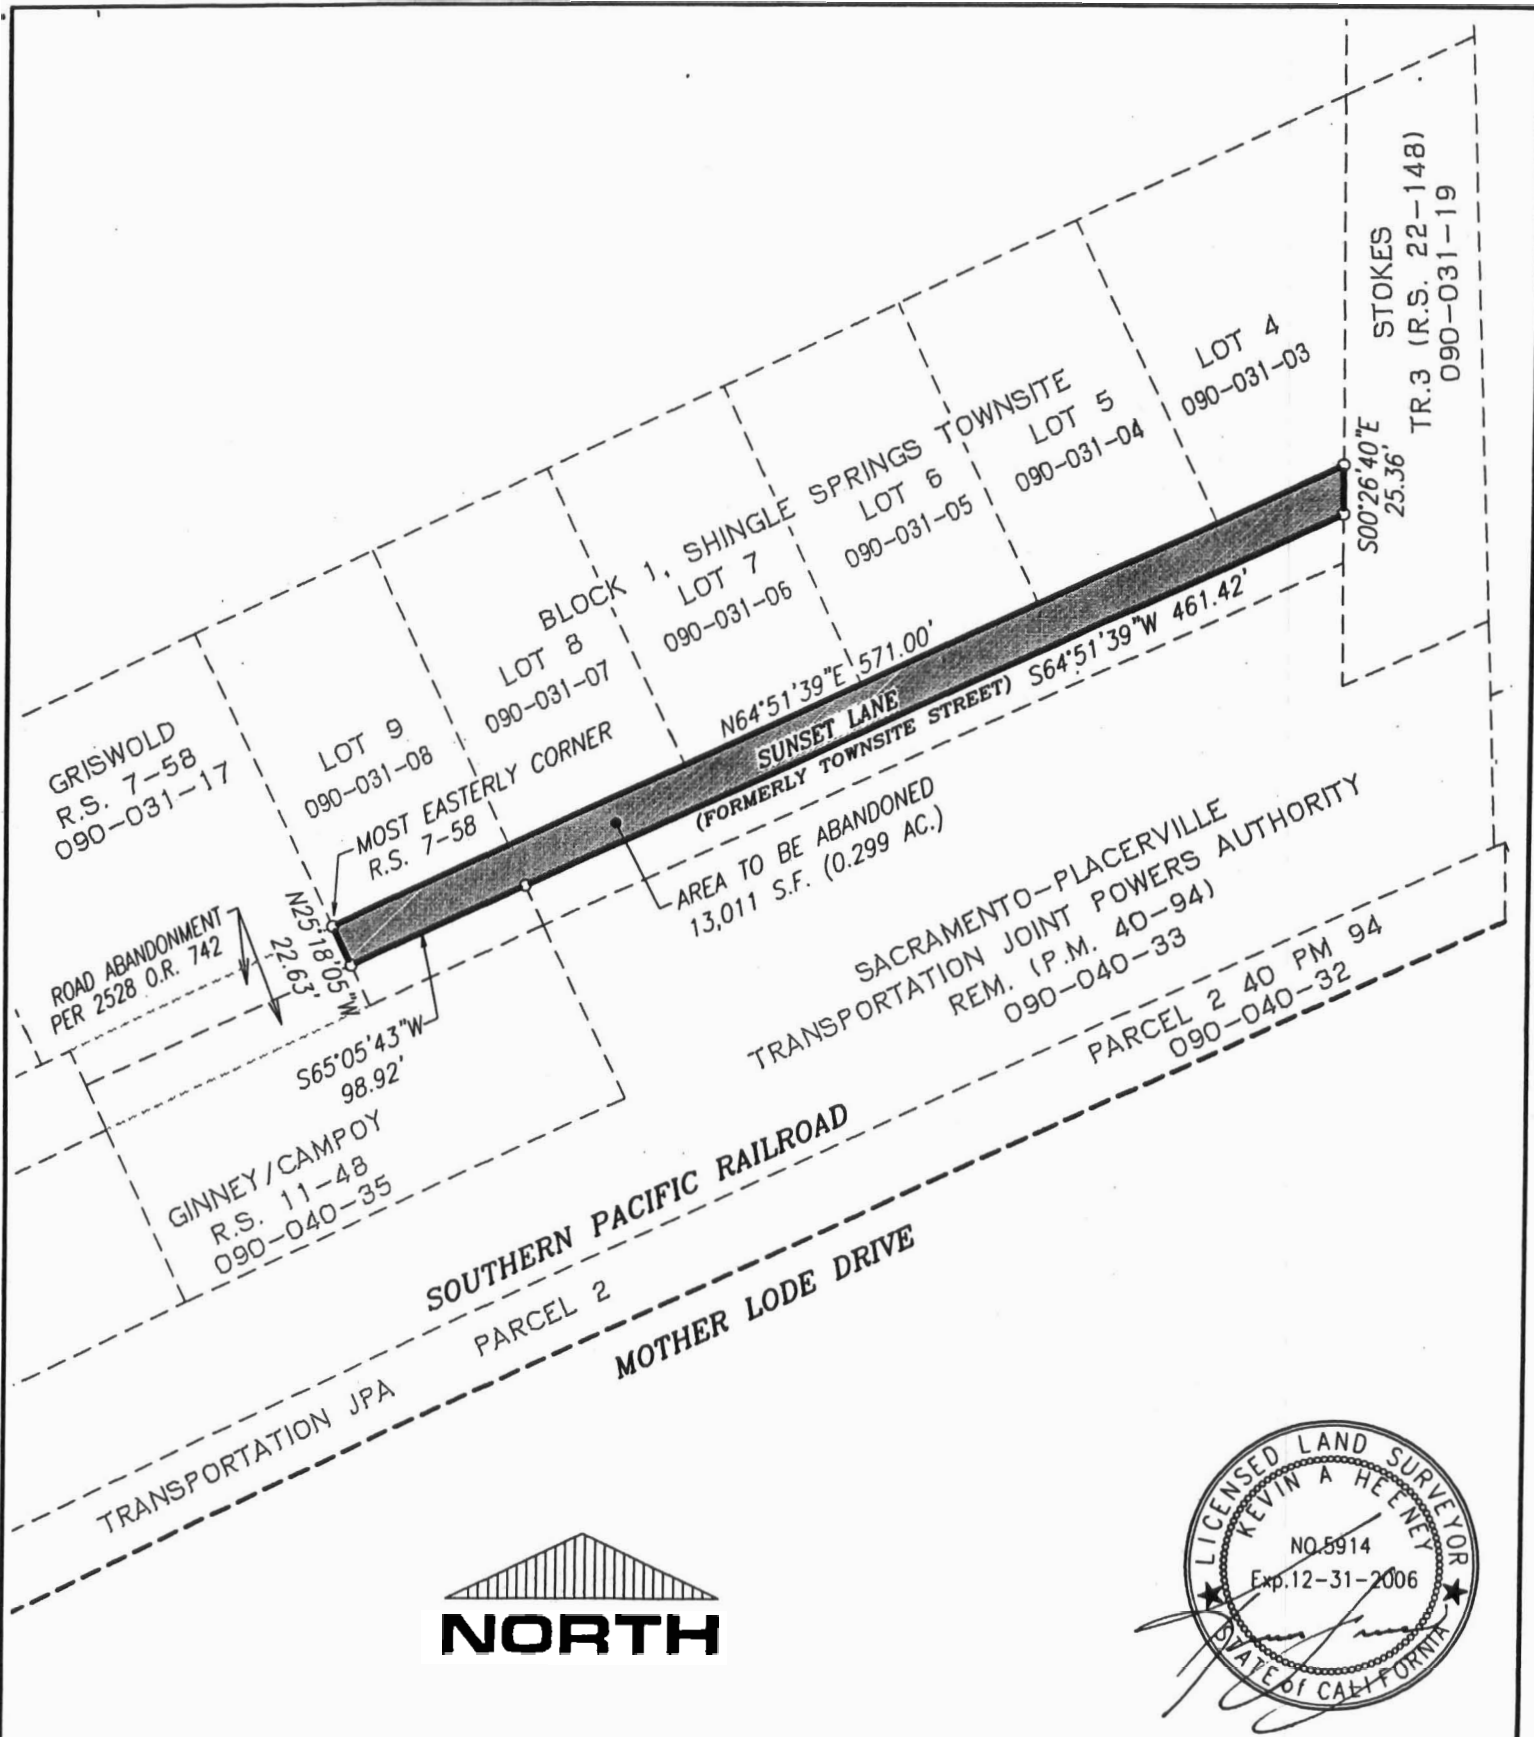 STOKES
TR.3 (R.S. 22-148)
090-031-19
LOT 4
090-031-03
S00°26'40"E
25.36'
BLOCK 1, SHINGLE SPRINGS TOWNSITE
LOT 5
090-031-04
LOT 6
090-031-05
LOT 7
090-031-06
LOT 8
090-031-07
LOT 9
090-031-08
GRISWOLD
R.S. 7-58
090-031-17
MOST EASTERLY CORNER
R.S. 7-58
N64°51'39"E 571.00'
SUNSET LANE
(FORMERLY TOWNSITE STREET)
S64°51'39"W 461.42'
AREA TO BE ABANDONED
13,011 S.F. (0.299 AC.)
ROAD ABANDONMENT
PER 2528 O.R. 742
N25°18'05"W
22.63'
S65°05'43"W
98.92'
GINNEY/CAMPOY
R.S. 11-48
090-040-35
SACRAMENTO-PLACERVILLE
TRANSPORTATION JOINT POWERS AUTHORITY
REM. (P.M. 40-94)
090-040-33
PARCEL 2 40 PM 94
090-040-32
SOUTHERN PACIFIC RAILROAD
PARCEL 2
TRANSPORTATION JPA
MOTHER LODE DRIVE
NORTH
LICENSED LAND SURVEYOR
KEVIN A HEENEY
NO.5914
Exp.12-31-2006
STATE of CALIFORNIA